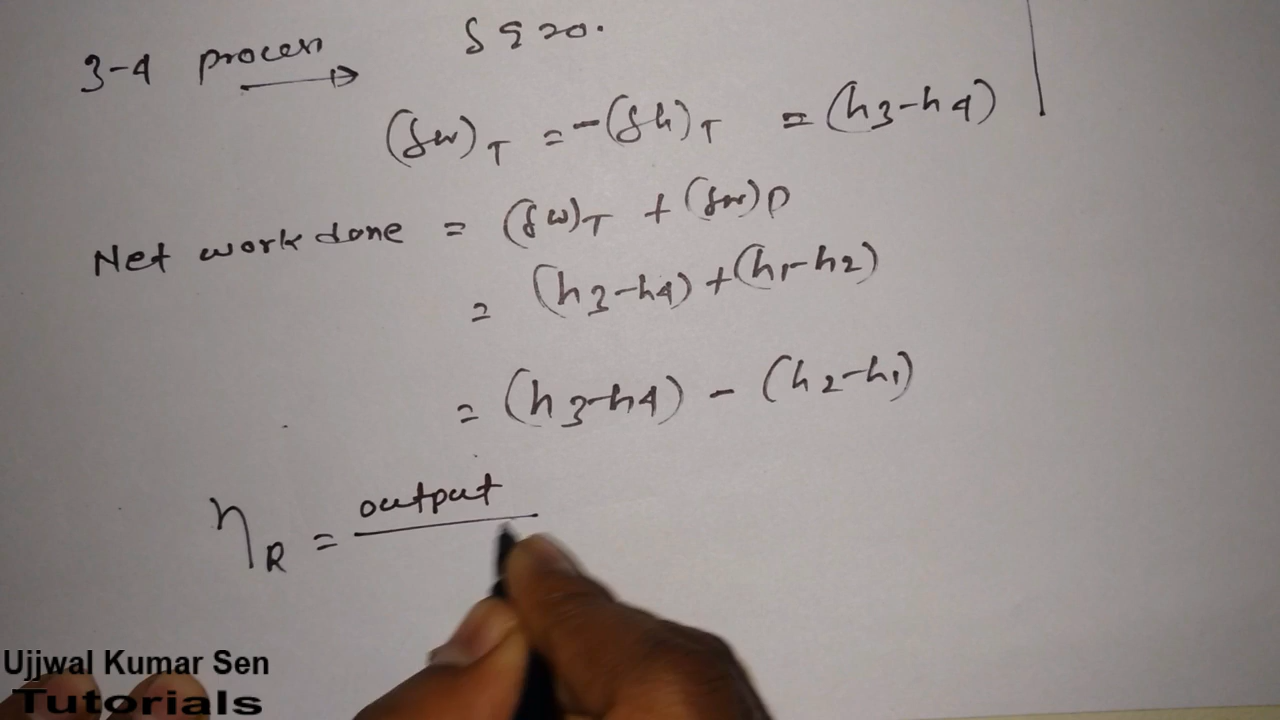 3-4 process → δq=0.
(δw)T = -(δh)T = (h3-h4)
Net work done = (δw)T + (δw)P
= (h3-h4) + (h1-h2)
= (h3-h4) - (h2-h1)
ηR = output
Ujjwal Kumar Sen
Tutorials